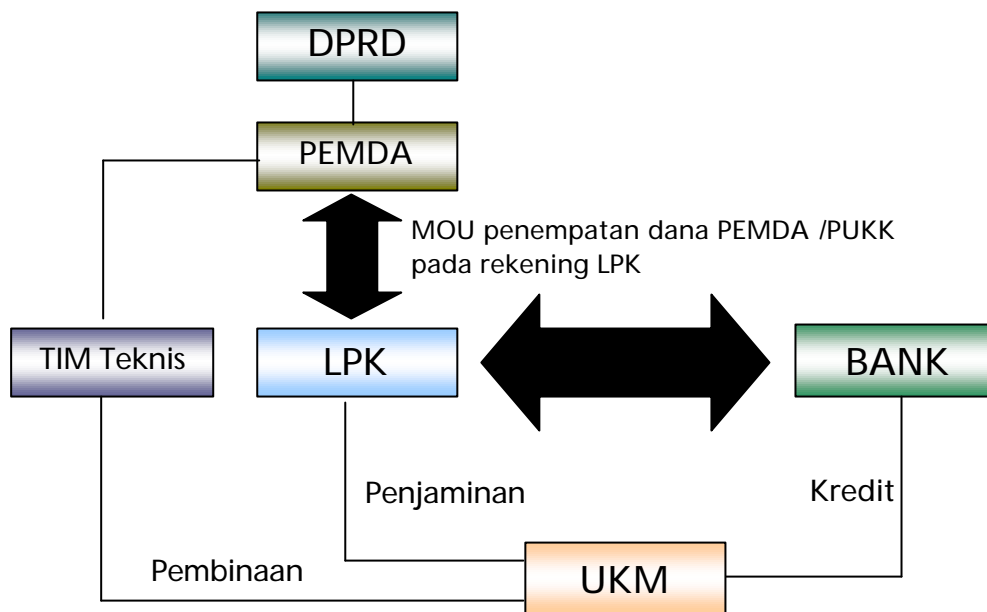 DPRD
PEMDA
MOU penempatan dana PEMDA /PUKK
pada rekening LPK
TIM Teknis
LPK
BANK
Penjaminan
Kredit
Pembinaan
UKM